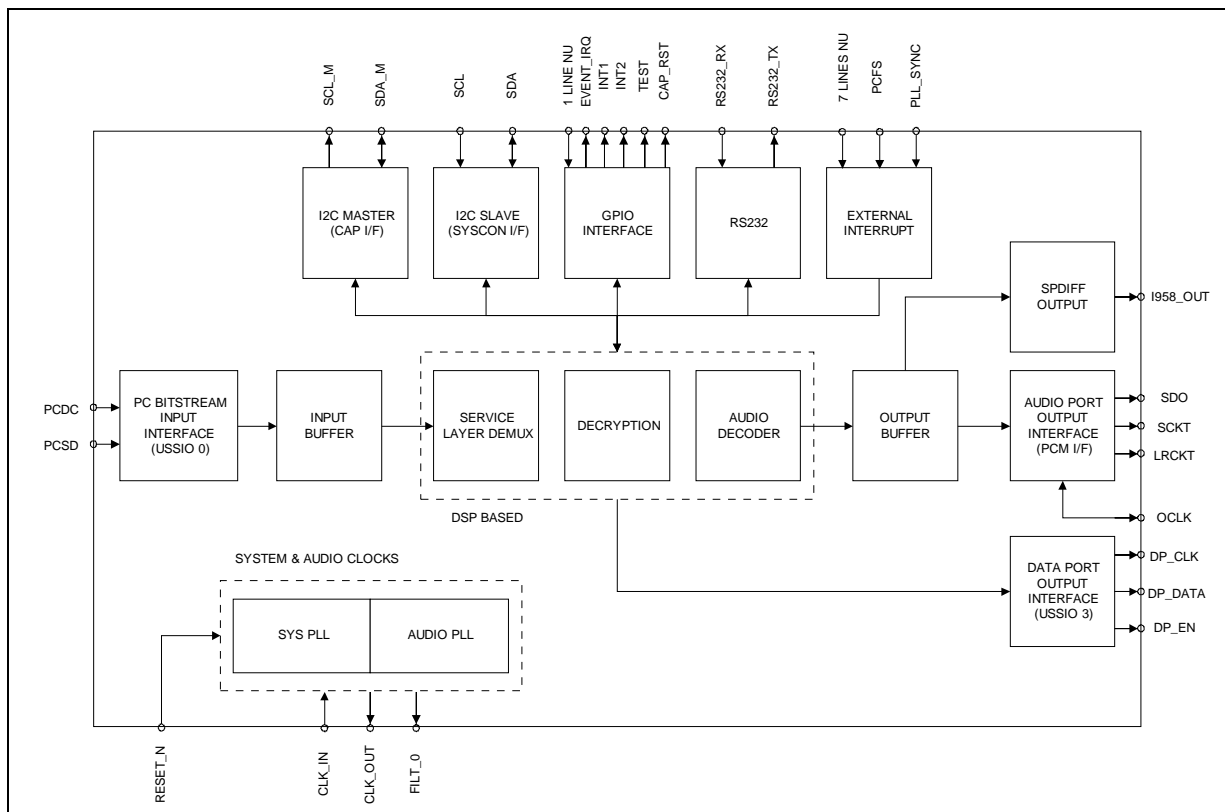 SCL_M
SDA_M
SCL
SDA
1 LINE NU
EVENT_IRQ
INT1
INT2
TEST
CAP_RST
RS232_RX
RS232_TX
7 LINES NU
PCFS
PLL_SYNC
I2C MASTER
(CAP I/F)
I2C SLAVE
(SYSCON I/F)
GPIO
INTERFACE
RS232
EXTERNAL
INTERRUPT
SPDIFF
OUTPUT
I958_OUT
PCDC
PCSD
PC BITSTREAM
INPUT
INTERFACE
(USSIO 0)
INPUT
BUFFER
SERVICE
LAYER DEMUX
DECRYPTION
AUDIO
DECODER
OUTPUT
BUFFER
AUDIO PORT
OUTPUT
INTERFACE
(PCM I/F)
SDO
SCKT
LRCKT
OCLK
DSP BASED
DATA PORT
OUTPUT
INTERFACE
(USSIO 3)
DP_CLK
DP_DATA
DP_EN
SYSTEM & AUDIO CLOCKS
SYS PLL
AUDIO PLL
RESET_N
CLK_IN
CLK_OUT
FILT_0